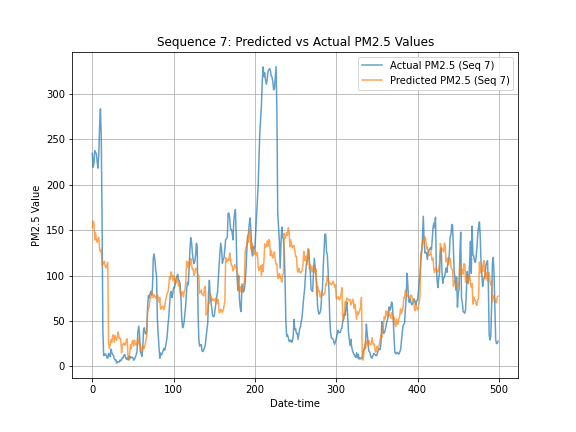 Sequence 7: Predicted vs Actual PM2.5 Values
Actual PM2.5 (Seq 7)
Predicted PM2.5 (Seq 7)
PM2.5 Value
300
250
200
150
100
50
0
0 100 200 300 400 500
Date-time